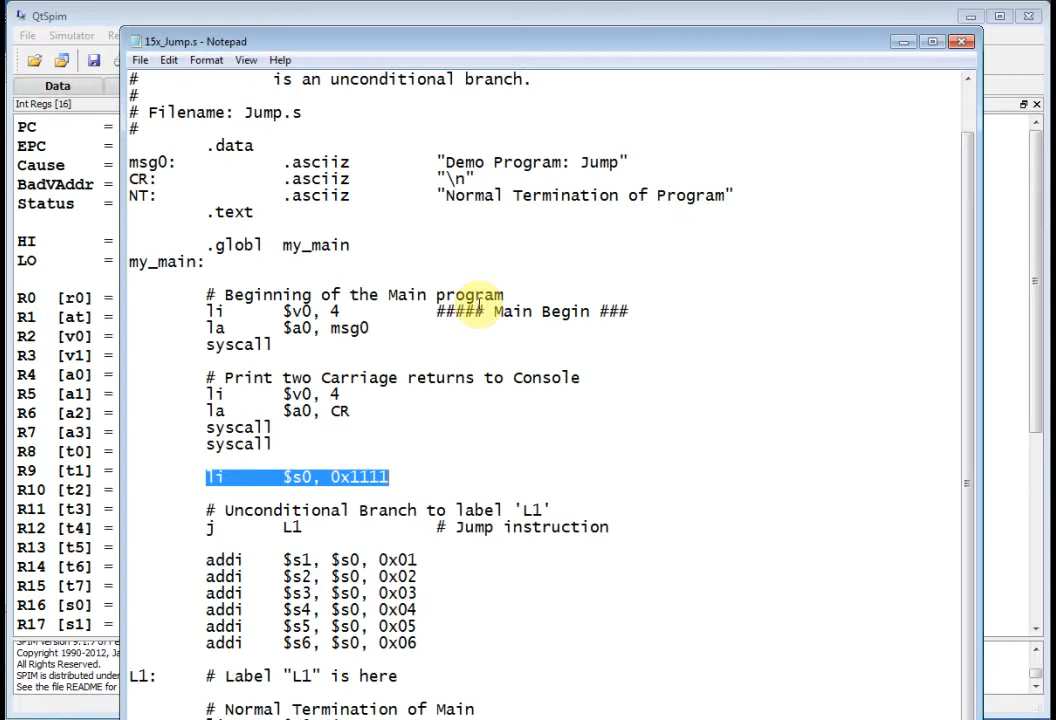 QtSpim
File Simulator Re
Data
Int Regs [16]
PC =
EPC =
Cause =
BadVAddr =
Status =
HI =
LO =
R0 [r0] =
R1 [at] =
R2 [v0] =
R3 [v1] =
R4 [a0] =
R5 [a1] =
R6 [a2] =
R7 [a3] =
R8 [t0] =
R9 [t1] =
R10 [t2] =
R11 [t3] =
R12 [t4] =
R13 [t5] =
R14 [t6] =
R15 [t7] =
R16 [s0] =
R17 [s1] =
Copyright 1990-2012, Ja
All Rights Reserved.
SPIM is distributed unde
See the file README for
15x_Jump.s - Notepad
File Edit Format View Help
# is an unconditional branch.
#
# Filename: Jump.s
#
.data
msg0: .asciiz "Demo Program: Jump"
CR: .asciiz "\n"
NT: .asciiz "Normal Termination of Program"
.text
.globl my_main
my_main:
# Beginning of the Main program
li $v0, 4 ##### Main Begin ###
la $a0, msg0
syscall
# Print two Carriage returns to Console
li $v0, 4
la $a0, CR
syscall
syscall
li $s0, 0x1111
# Unconditional Branch to label 'L1'
j L1 # Jump instruction
addi $s1, $s0, 0x01
addi $s2, $s0, 0x02
addi $s3, $s0, 0x03
addi $s4, $s0, 0x04
addi $s5, $s0, 0x05
addi $s6, $s0, 0x06
L1: # Label "L1" is here
# Normal Termination of Main